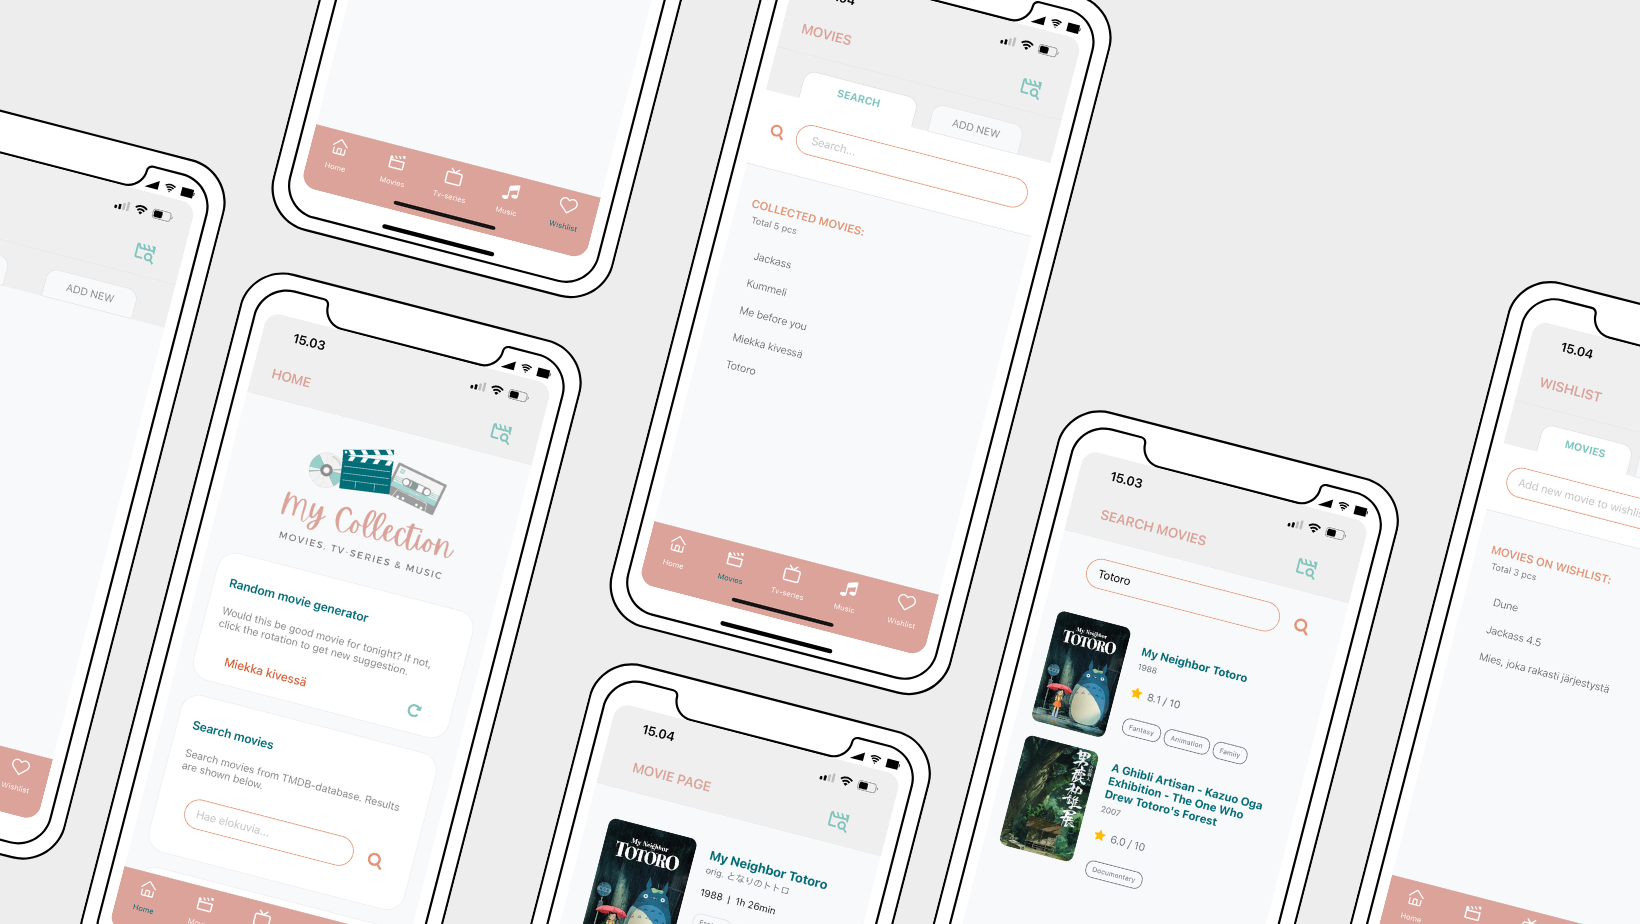 ADD NEW
Wishlist
Home
Movies
Tv-series
Music
Wishlist
15.03
HOME
My Collection
MOVIES, TV-SERIES & MUSIC
Random movie generator
Would this be good movie for tonight? If not,
click the rotation to get new suggestion.
Miekka kivessä
Search movies
Search movies from TMDB-database. Results
are shown below.
Hae elokuvia...
Home
MOVIES
SEARCH
ADD NEW
Search...
COLLECTED MOVIES:
Total 5 pcs
Jackass
Kummeli
Me before you
Miekka kivessä
Totoro
Home
Movies
Tv-series
Music
Wishlist
15.04
MOVIE PAGE
My Neighbor
TOTORO
My Neighbor Totoro
orig. となりのトトロ
1988 | 1h 26min
15.03
SEARCH MOVIES
Totoro
My Neighbor
TOTORO
My Neighbor Totoro
1988
8.1 / 10
Fantasy
Animation
Family
A Ghibli Artisan - Kazuo Oga
Exhibition - The One Who
Drew Totoro's Forest
2007
6.0 / 10
Documentary
15.04
WISHLIST
MOVIES
Add new movie to wishlis
MOVIES ON WISHLIST:
Total 3 pcs
Dune
Jackass 4.5
Mies, joka rakasti järjestystä
Home